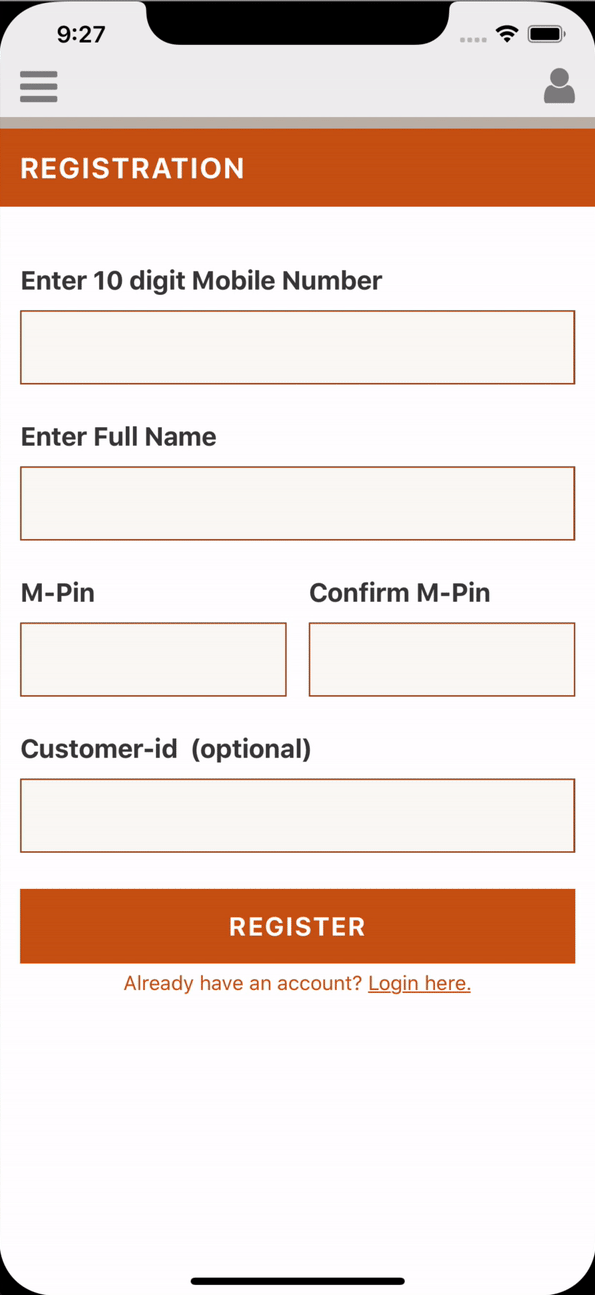 9:27
REGISTRATION
Enter 10 digit Mobile Number
Enter Full Name
M-Pin
Confirm M-Pin
Customer-id  (optional)
REGISTER
Already have an account? Login here.